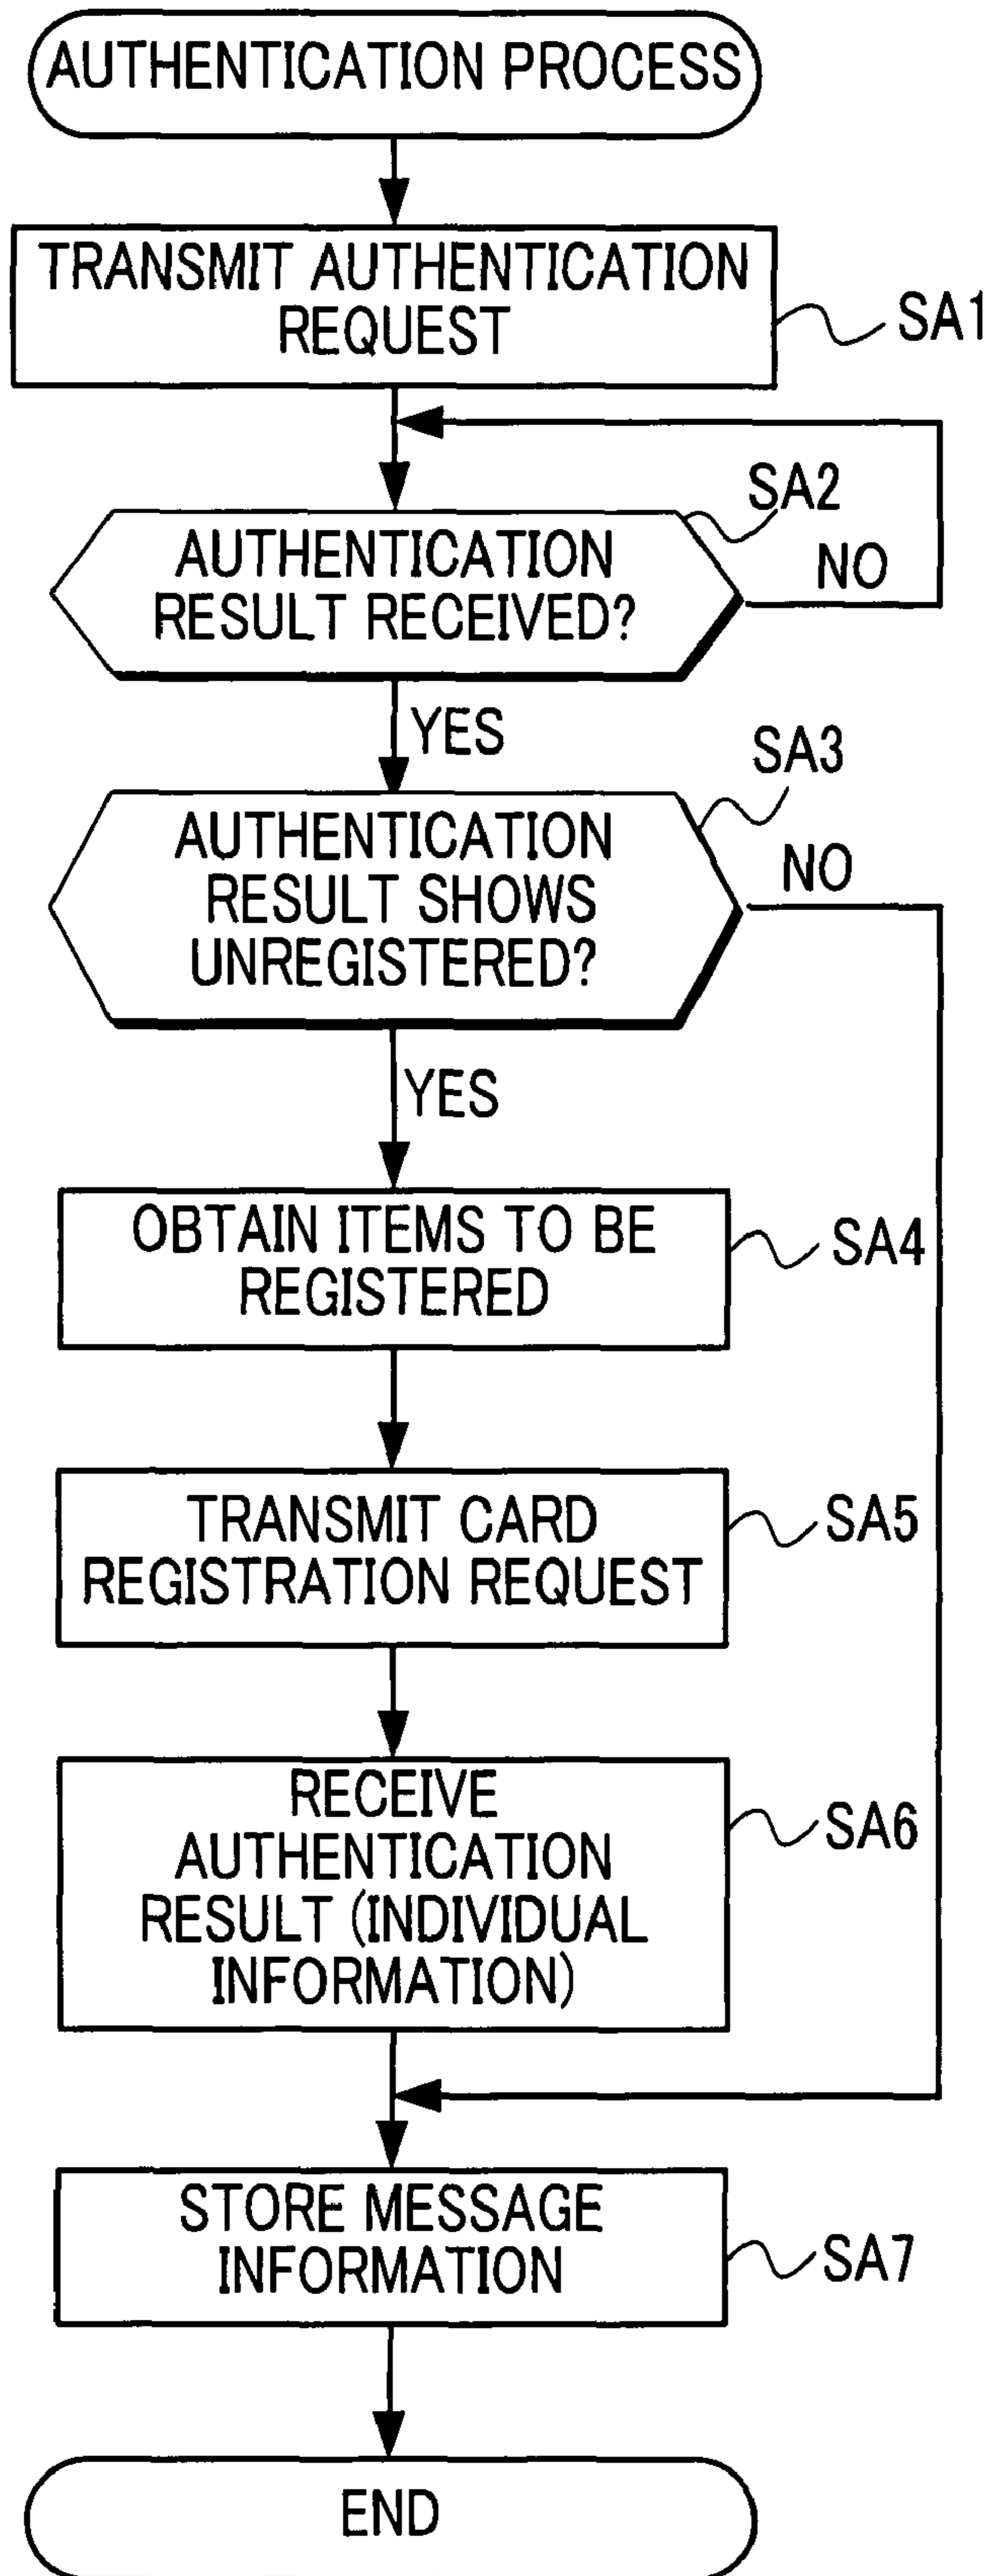 AUTHENTICATION PROCESS
TRANSMIT AUTHENTICATION
REQUEST
SA1
SA2
AUTHENTICATION
RESULT RECEIVED?
NO
YES
SA3
AUTHENTICATION
RESULT SHOWS
UNREGISTERED?
NO
YES
OBTAIN ITEMS TO BE
REGISTERED
SA4
TRANSMIT CARD
REGISTRATION REQUEST
SA5
RECEIVE
AUTHENTICATION
RESULT (INDIVIDUAL
INFORMATION)
SA6
STORE MESSAGE
INFORMATION
SA7
END